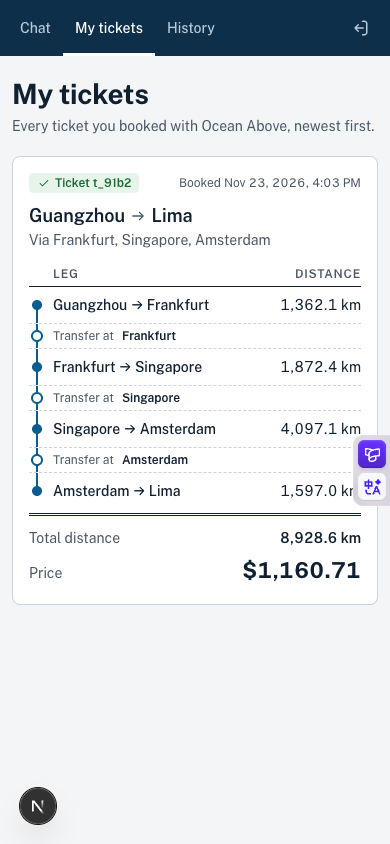 Chat My tickets History
My tickets
Every ticket you booked with Ocean Above, newest first.
Ticket t_91b2 Booked Nov 23, 2026, 4:03 PM
Guangzhou → Lima
Via Frankfurt, Singapore, Amsterdam
LEG DISTANCE
Guangzhou → Frankfurt 1,362.1 km
Transfer at Frankfurt
Frankfurt → Singapore 1,872.4 km
Transfer at Singapore
Singapore → Amsterdam 4,097.1 km
Transfer at Amsterdam
Amsterdam → Lima 1,597.0 km
Total distance 8,928.6 km
Price $1,160.71
中A
N